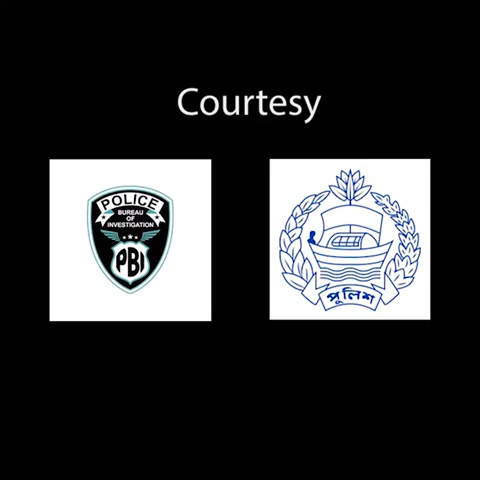 Courtesy
POLICE
BUREAU
OF
INVESTIGATION
PBI
পুলিশ